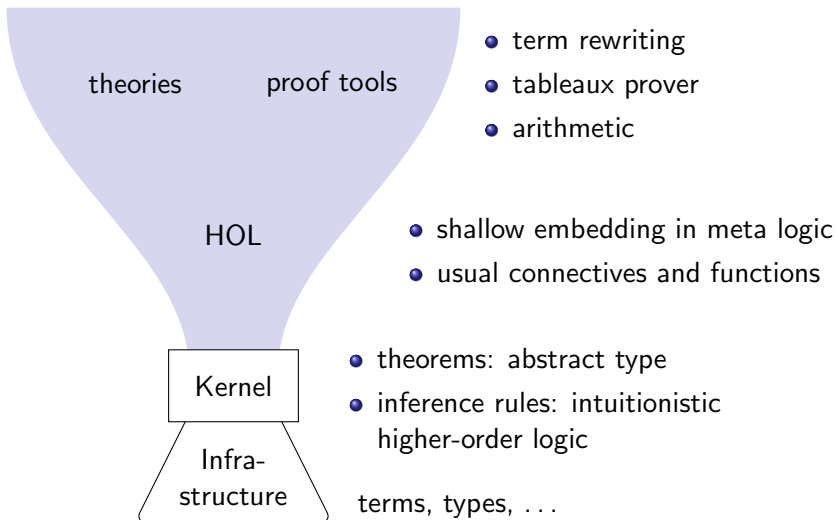 theories
proof tools
• term rewriting
• tableaux prover
• arithmetic
HOL
• shallow embedding in meta logic
• usual connectives and functions
Kernel
• theorems: abstract type
• inference rules: intuitionistic
higher-order logic
Infra-
structure
terms, types, . . .